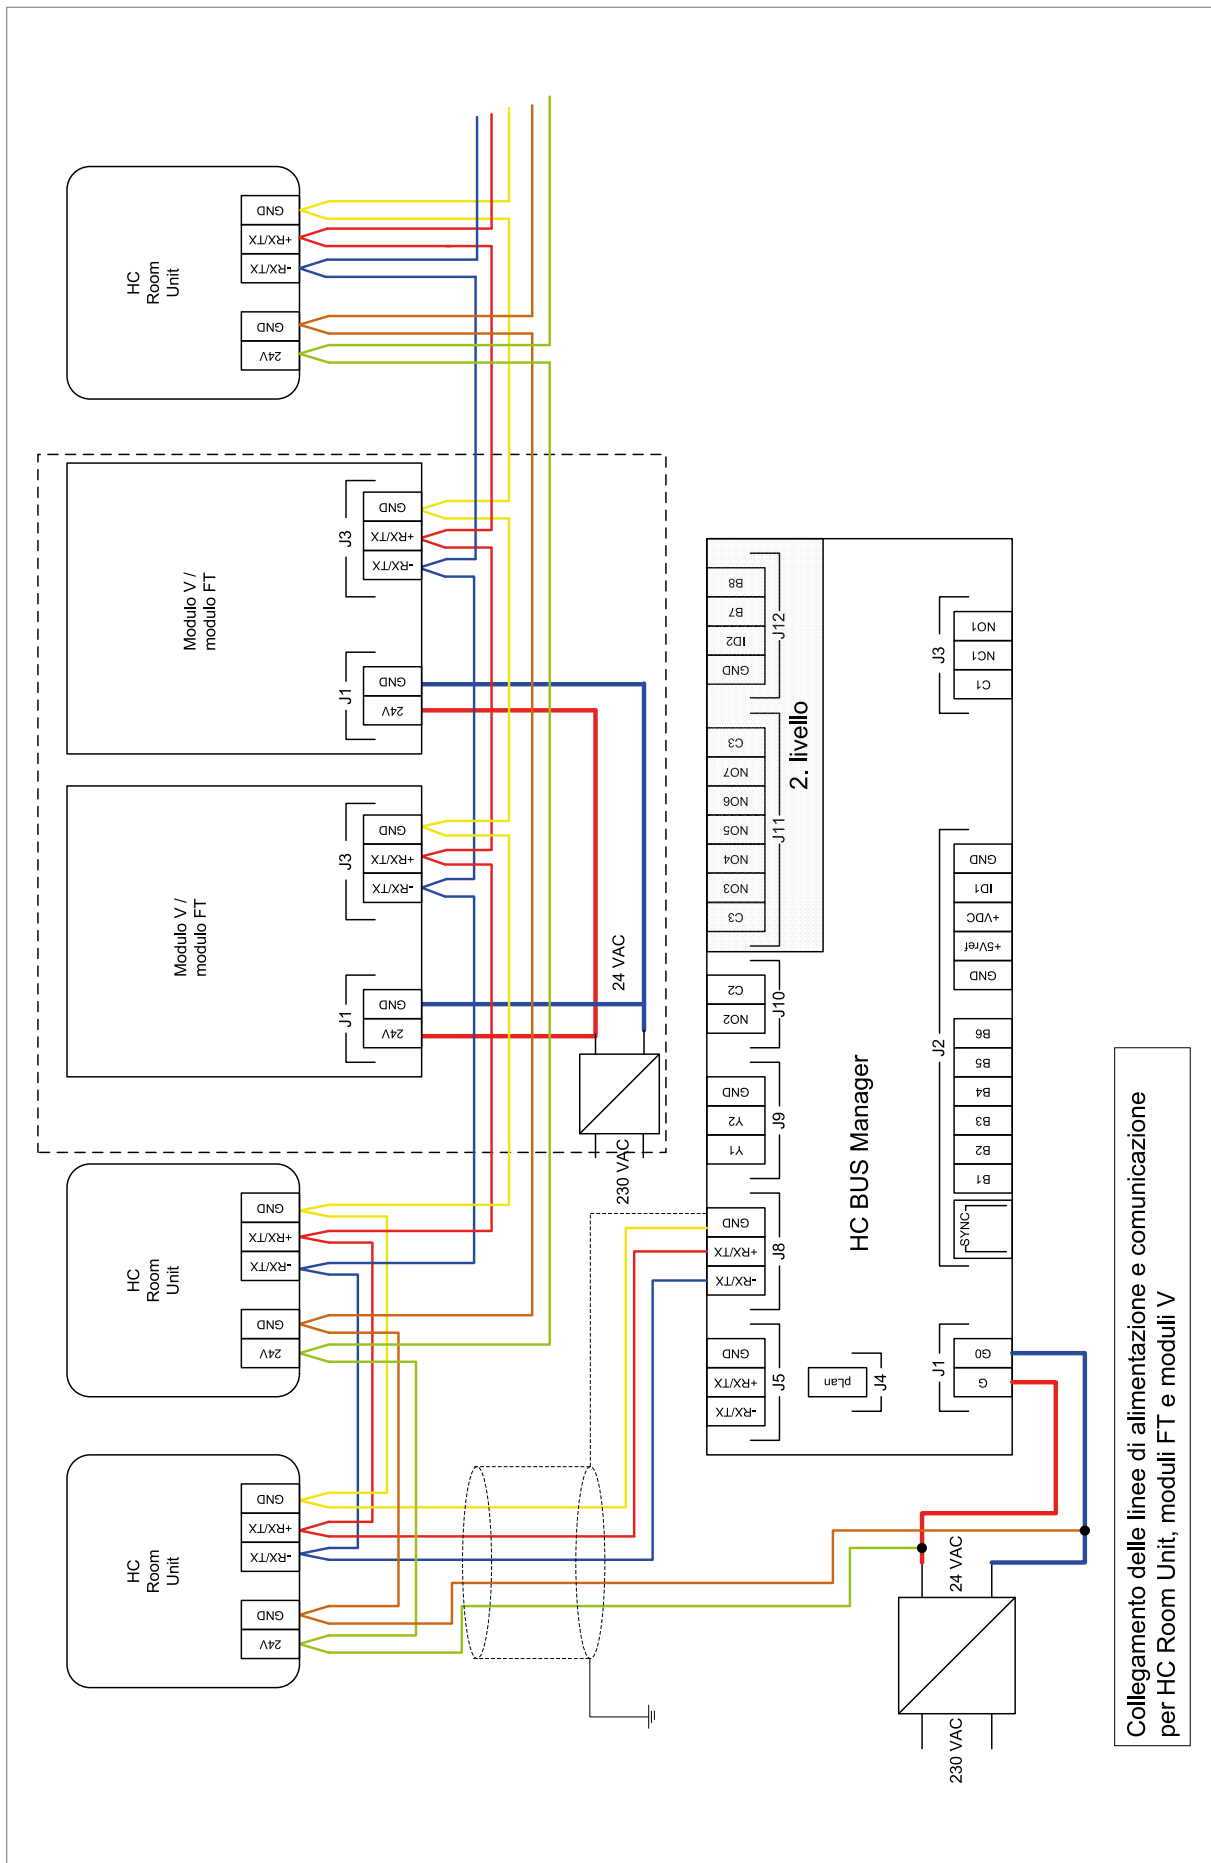 HC
Room
Unit
24V
GND
-RX/TX
+RX/TX
GND
HC
Room
Unit
24V
GND
-RX/TX
+RX/TX
GND
Modulo V /
modulo FT
J1
J3
24V
GND
-RX/TX
+RX/TX
GND
Modulo V /
modulo FT
J1
J3
24V
GND
-RX/TX
+RX/TX
GND
HC
Room
Unit
24V
GND
-RX/TX
+RX/TX
GND
230 VAC
24 VAC
-RX/TX
+RX/TX
GND
J5
-RX/TX
+RX/TX
GND
J8
Y1
Y2
GND
J9
NO2
C2
J10
C3
NO3
NO4
NO5
NO6
NO7
C3
J11
GND
ID2
B7
B8
J12
2. livello
pLan
J4
HC BUS Manager
J1
G
G0
J2
SYNC
B1
B2
B3
B4
B5
B6
GND
+5Vref
+VDC
ID1
GND
J3
C1
NC1
NO1
230 VAC
24 VAC
Collegamento delle linee di alimentazione e comunicazione
per HC Room Unit, moduli FT e moduli V